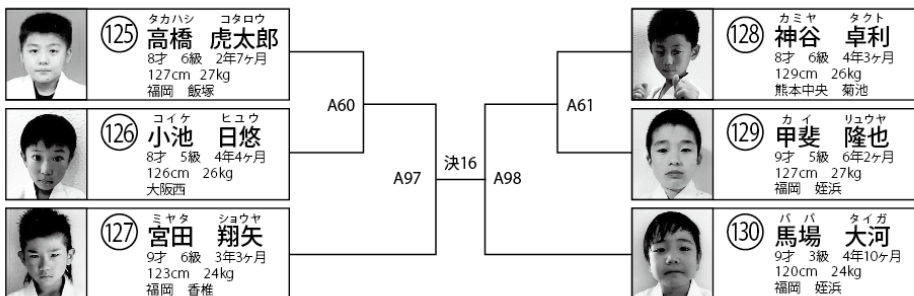 タカハシ コタロウ
125 高橋 虎太郎
8才 6級 2年7ヶ月
127cm 27kg
福岡 飯塚
コイケ ヒユウ
126 小池 日悠
8才 5級 4年4ヶ月
126cm 26kg
大阪西
ミヤタ ショウヤ
127 宮田 翔矢
9才 6級 3年3ヶ月
123cm 24kg
福岡 香椎
A60
A97
決16
A98
A61
カミヤ タクト
128 神谷 卓利
8才 6級 4年3ヶ月
129cm 26kg
熊本中央 菊池
カイ リュウヤ
129 甲斐 隆也
9才 5級 6年2ヶ月
127cm 27kg
福岡 姪浜
ババ タイガ
130 馬場 大河
9才 3級 4年10ヶ月
120cm 24kg
福岡 姪浜